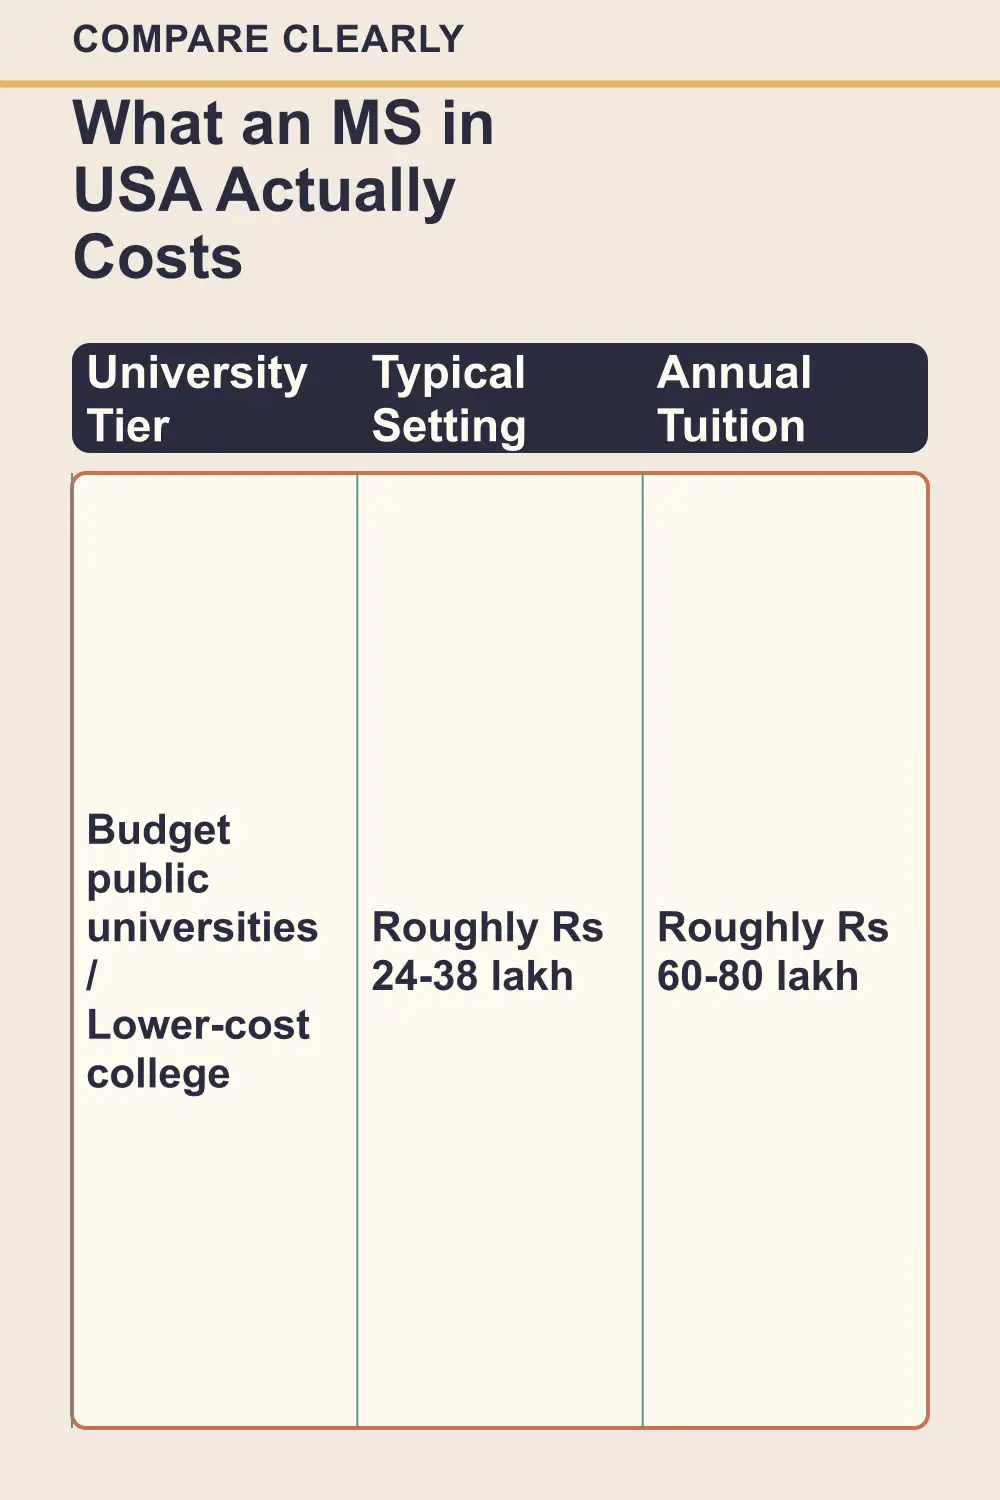 COMPARE CLEARLY
What an MS in
USA Actually
Costs
University
Tier
Typical
Setting
Annual
Tuition
Budget
public
universities
/
Lower-cost
college
Roughly Rs
24-38 lakh
Roughly Rs
60-80 lakh